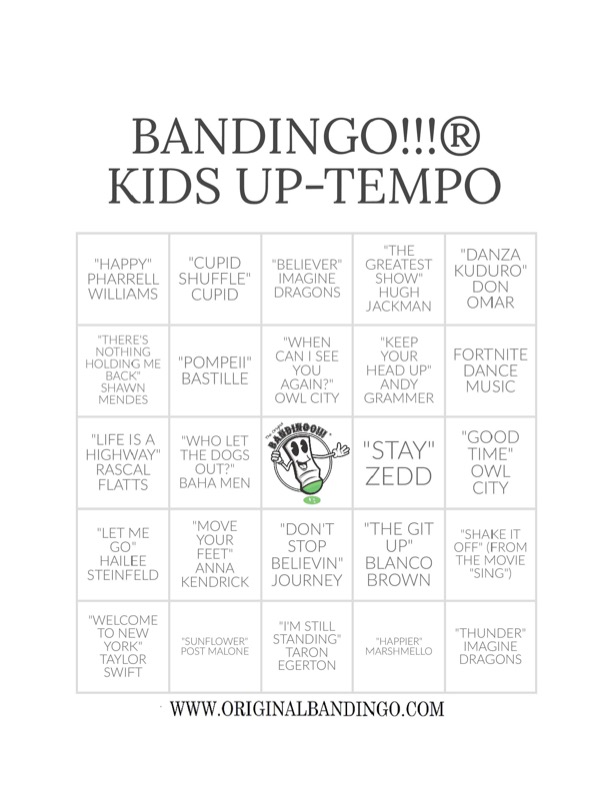 BANDINGO!!!®
KIDS UP-TEMPO
"HAPPY"
PHARRELL
WILLIAMS
"CUPID
SHUFFLE"
CUPID
"BELIEVER"
IMAGINE
DRAGONS
"THE
GREATEST
SHOW"
HUGH
JACKMAN
"DANZA
KUDURO"
DON
OMAR
"THERE'S
NOTHING
HOLDING ME
BACK"
SHAWN
MENDES
"POMPEII"
BASTILLE
"WHEN
CAN I SEE
YOU
AGAIN?"
OWL CITY
"KEEP
YOUR
HEAD UP"
ANDY
GRAMMER
FORTNITE
DANCE
MUSIC
"LIFE IS A
HIGHWAY"
RASCAL
FLATTS
"WHO LET
THE DOGS
OUT?"
BAHA MEN
The Original
BANDINGO!!!
"STAY"
ZEDD
"GOOD
TIME"
OWL
CITY
"LET ME
GO"
HAILEE
STEINFELD
"MOVE
YOUR
FEET"
ANNA
KENDRICK
"DON'T
STOP
BELIEVIN"
JOURNEY
"THE GIT
UP"
BLANCO
BROWN
"SHAKE IT
OFF" (FROM
THE MOVIE
"SING")
"WELCOME
TO NEW
YORK"
TAYLOR
SWIFT
"SUNFLOWER"
POST MALONE
"I'M STILL
STANDING"
TARON
EGERTON
"HAPPIER"
MARSHMELLO
"THUNDER"
IMAGINE
DRAGONS
WWW.ORIGINALBANDINGO.COM